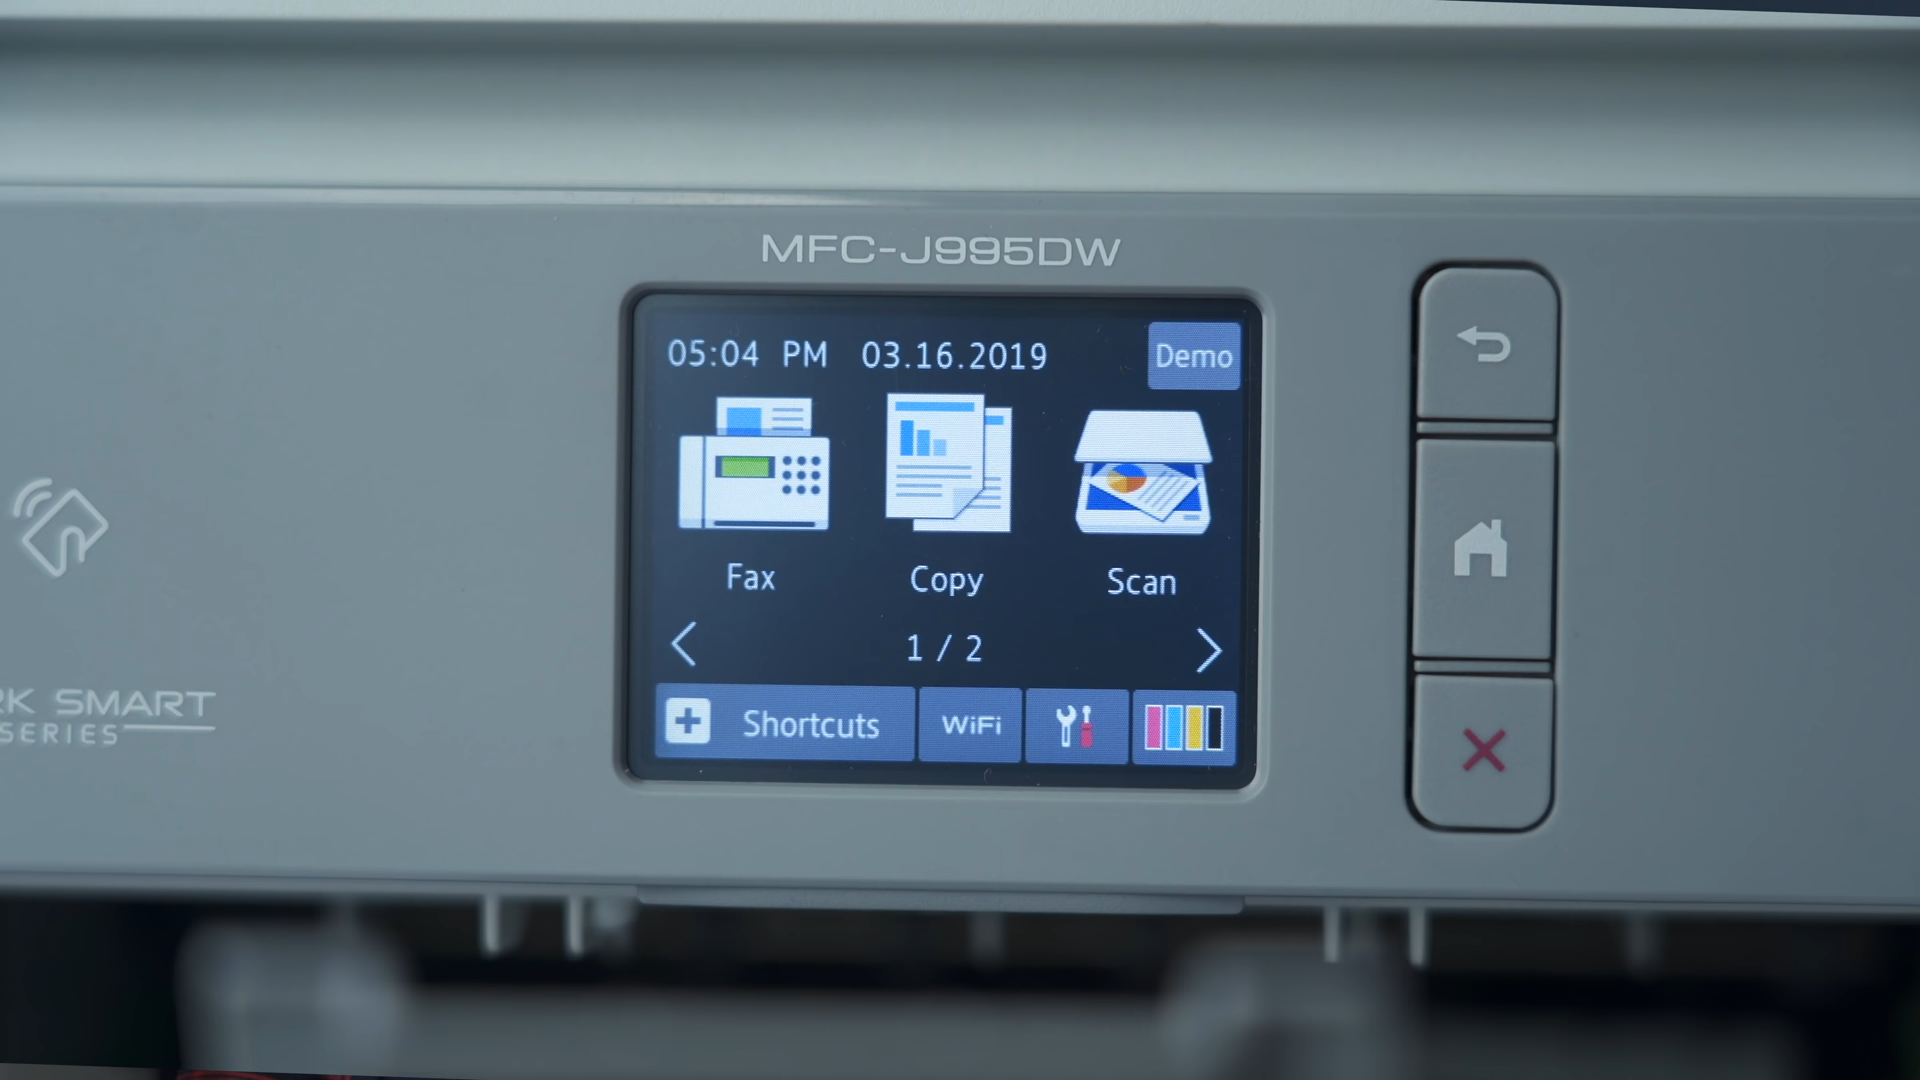 MFC-J995DW
05:04 PM 03.16.2019 Demo
Fax Copy Scan
1 / 2
Shortcuts WiFi
SMART
SERIES